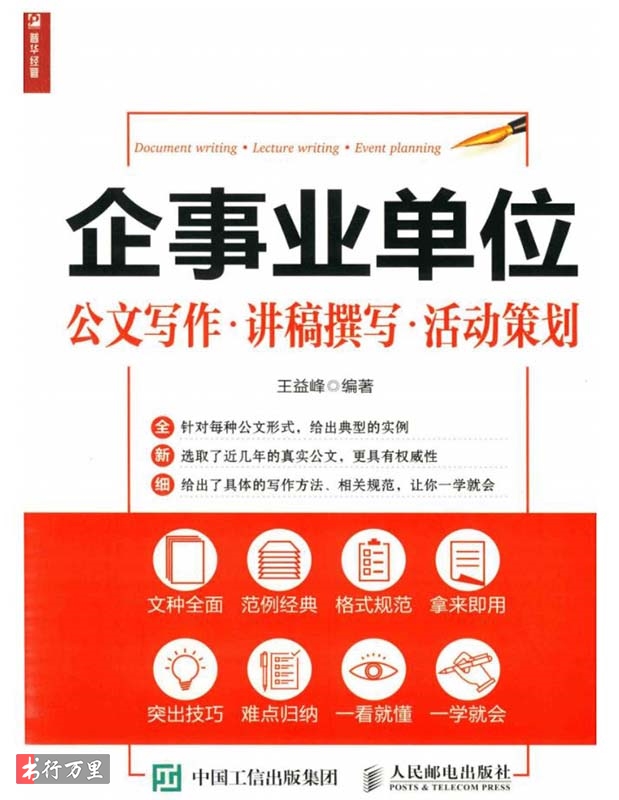 普华经管
Document writing • Lecture writing • Event planning
企事业单位
公文写作·讲稿撰写·活动策划
王益峰◎编著
全 针对每种公文形式，给出典型的实例
新 选取了近几年的真实公文，更具有权威性
细 给出了具体的写作方法、相关规范，让你一学就会
文种全面 范例经典 格式规范 拿来即用
突出技巧 难点归纳 一看就懂 一学就会
书行万里
中国工信出版集团
人民邮电出版社
POSTS & TELECOM PRESS